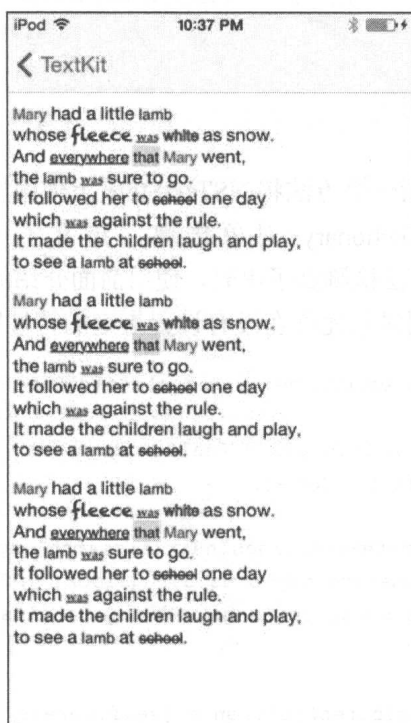 iPod 10:37 PM
TextKit
Mary had a little lamb
whose fleece was white as snow.
And everywhere that Mary went,
the lamb was sure to go.
It followed her to school one day
which was against the rule.
It made the children laugh and play,
to see a lamb at school.
Mary had a little lamb
whose fleece was white as snow.
And everywhere that Mary went,
the lamb was sure to go.
It followed her to school one day
which was against the rule.
It made the children laugh and play,
to see a lamb at school.
Mary had a little lamb
whose fleece was white as snow.
And everywhere that Mary went,
the lamb was sure to go.
It followed her to school one day
which was against the rule.
It made the children laugh and play,
to see a lamb at school.